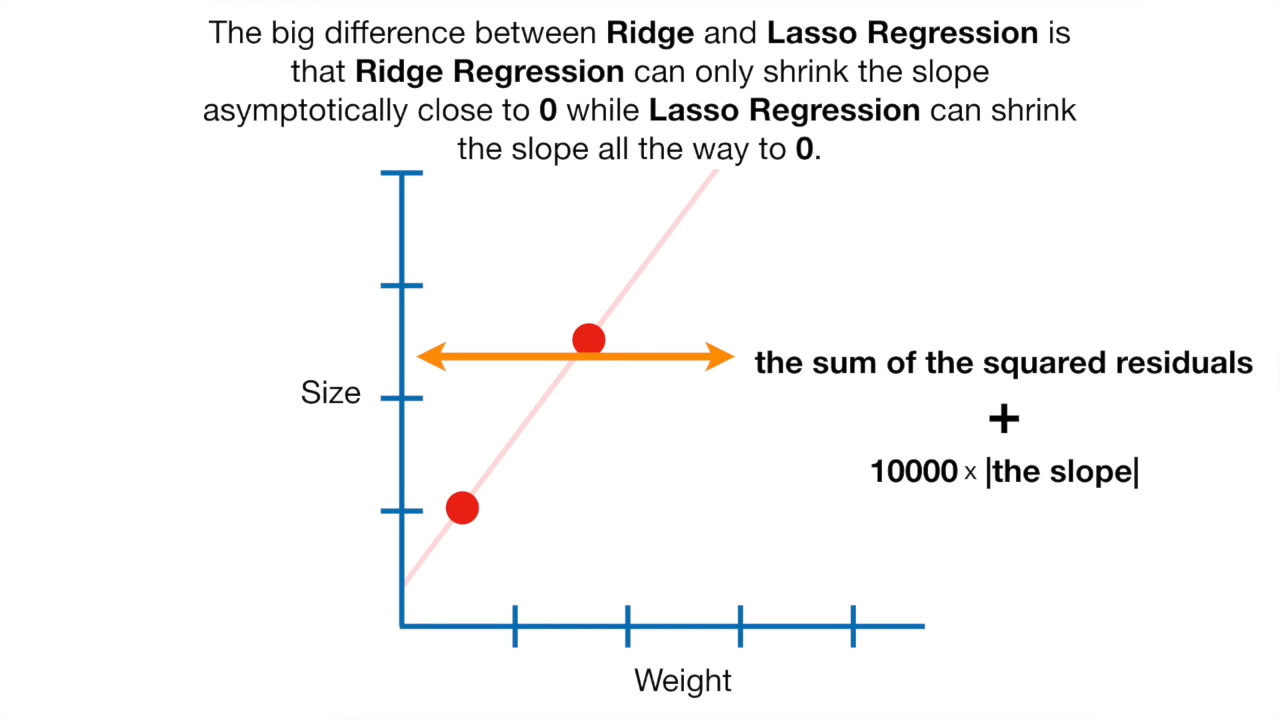 The big difference between Ridge and Lasso Regression is
that Ridge Regression can only shrink the slope
asymptotically close to 0 while Lasso Regression can shrink
the slope all the way to 0.
the sum of the squared residuals
+
10000 x |the slope|
Size
Weight